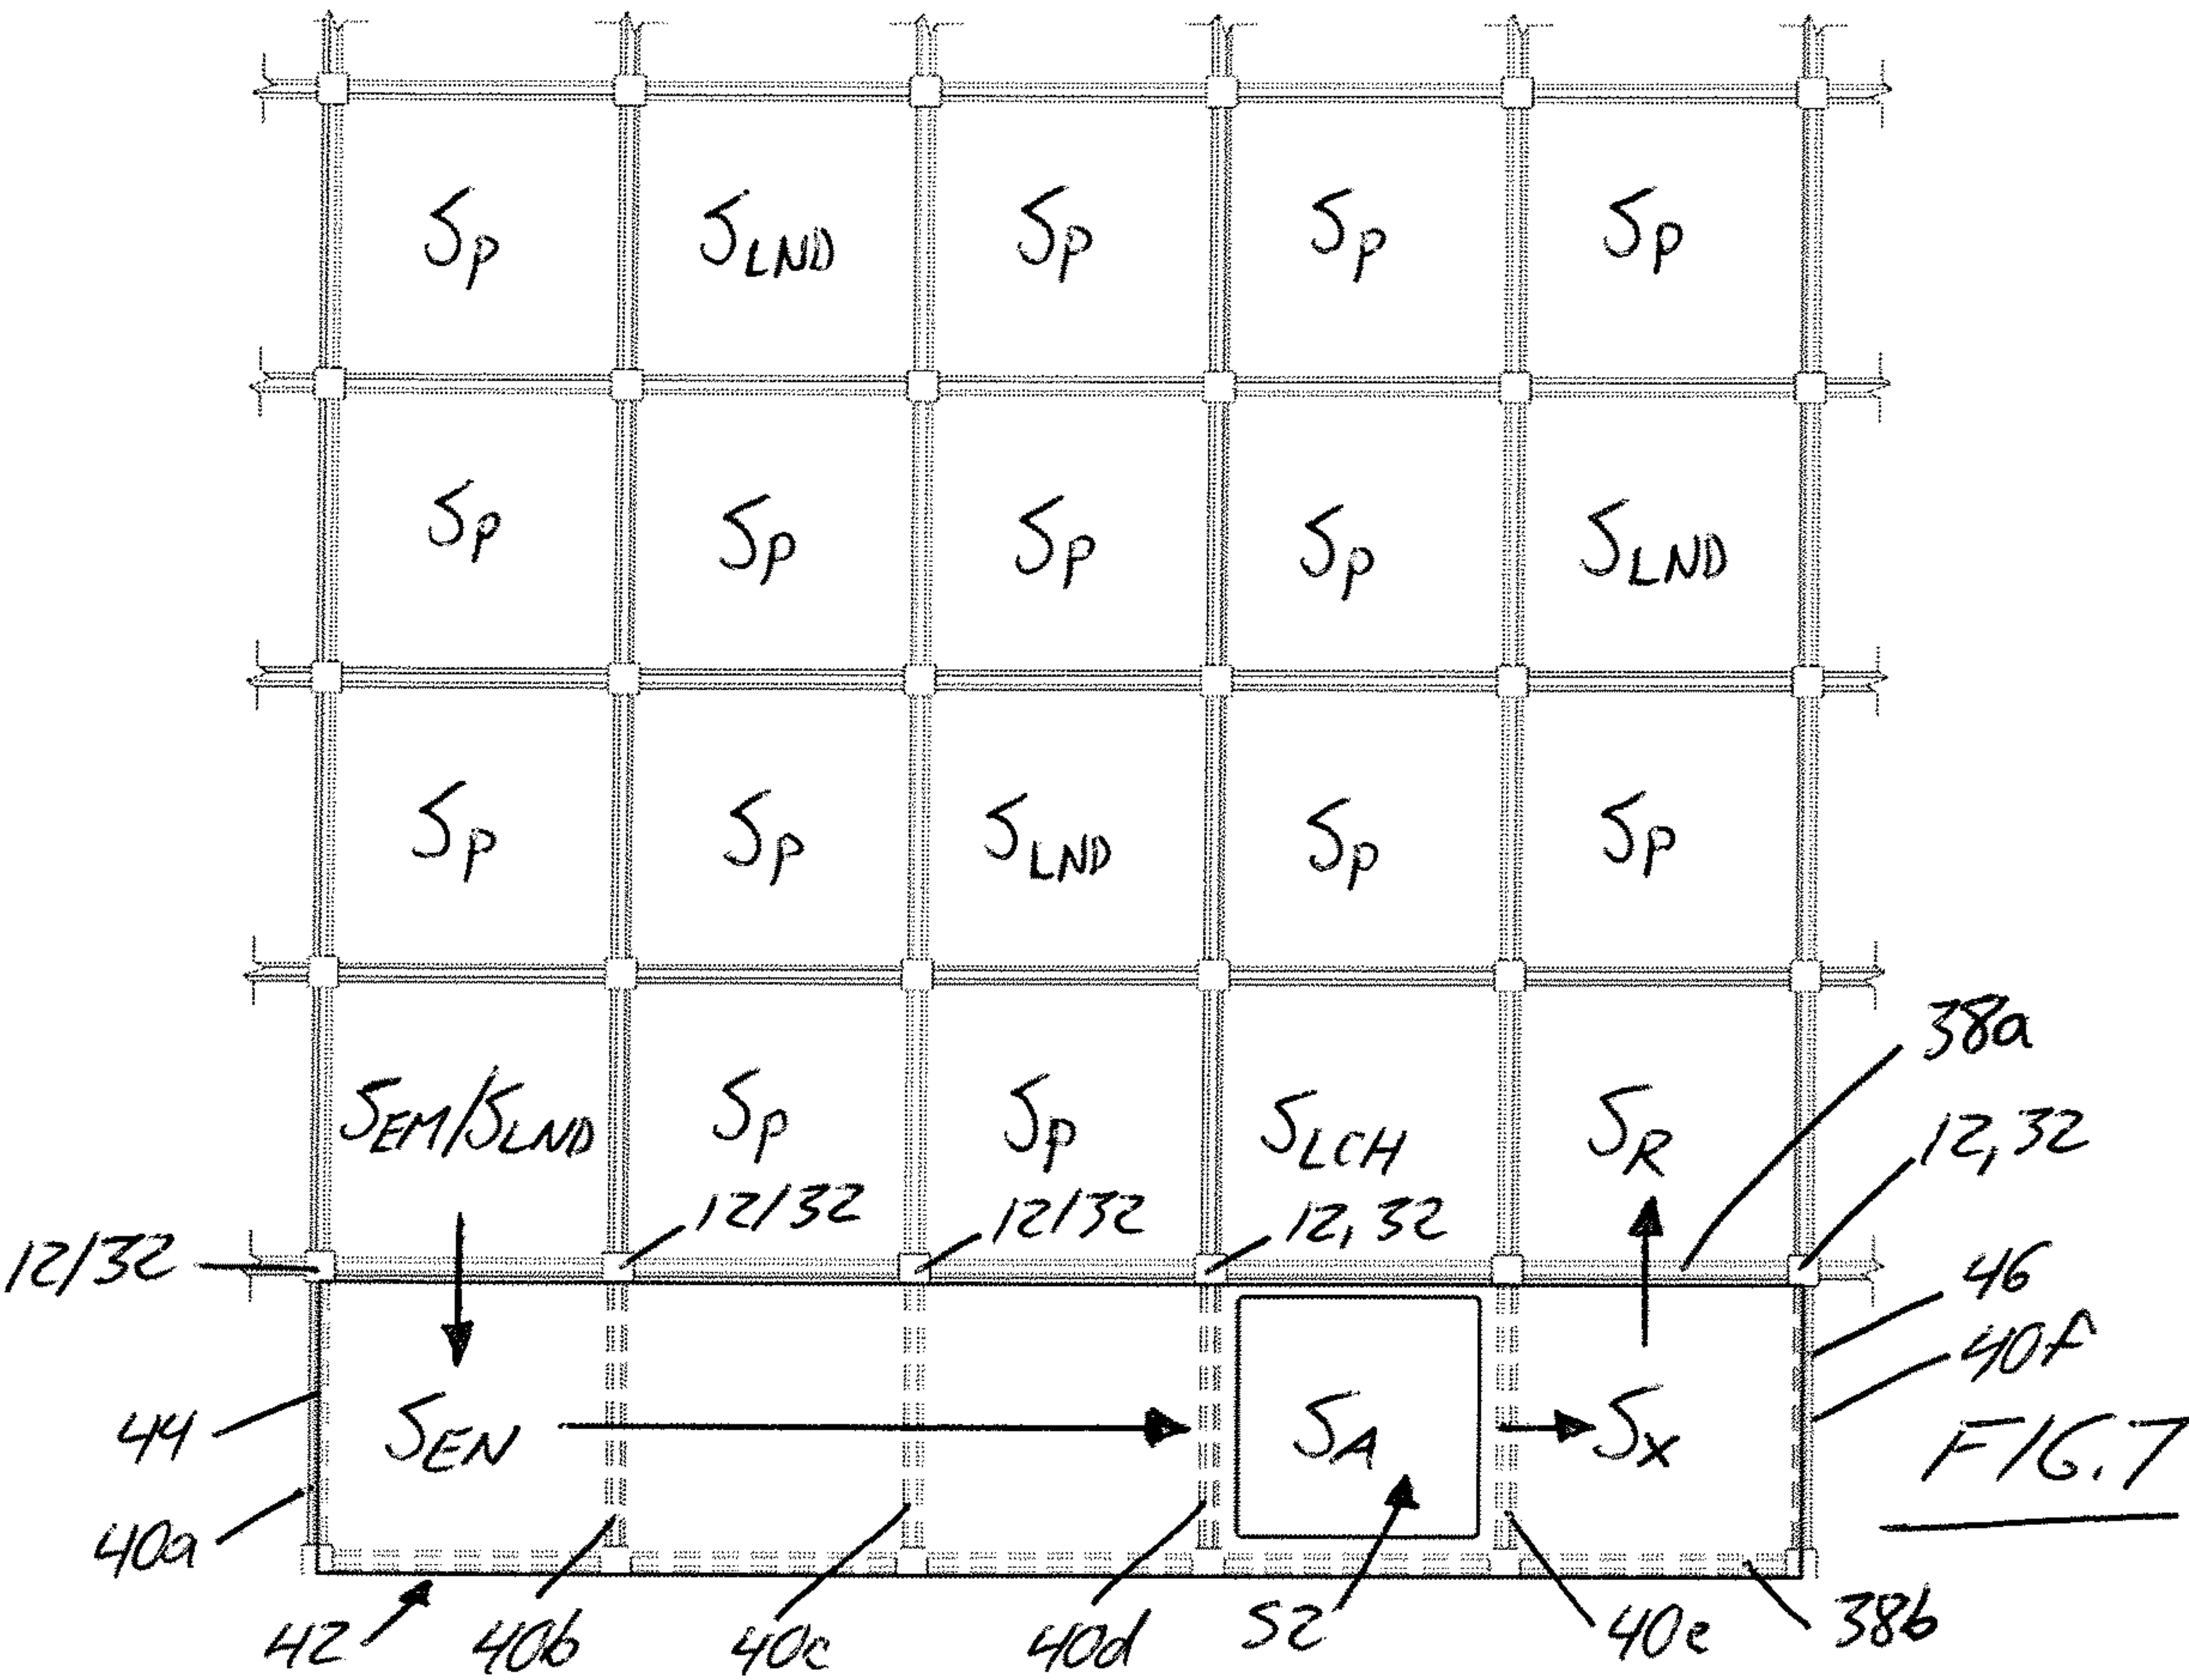 Sp SLND Sp Sp Sp
Sp Sp Sp Sp SLND
Sp Sp SLND Sp Sp
38a
SEM/SLND Sp Sp SLCH SR
12,32
12/32 12/32 12/32 12,32
46
40f
44 SEN SA SX
FIG. 7
40a
42 40b 40c 40d 52 40e 38b